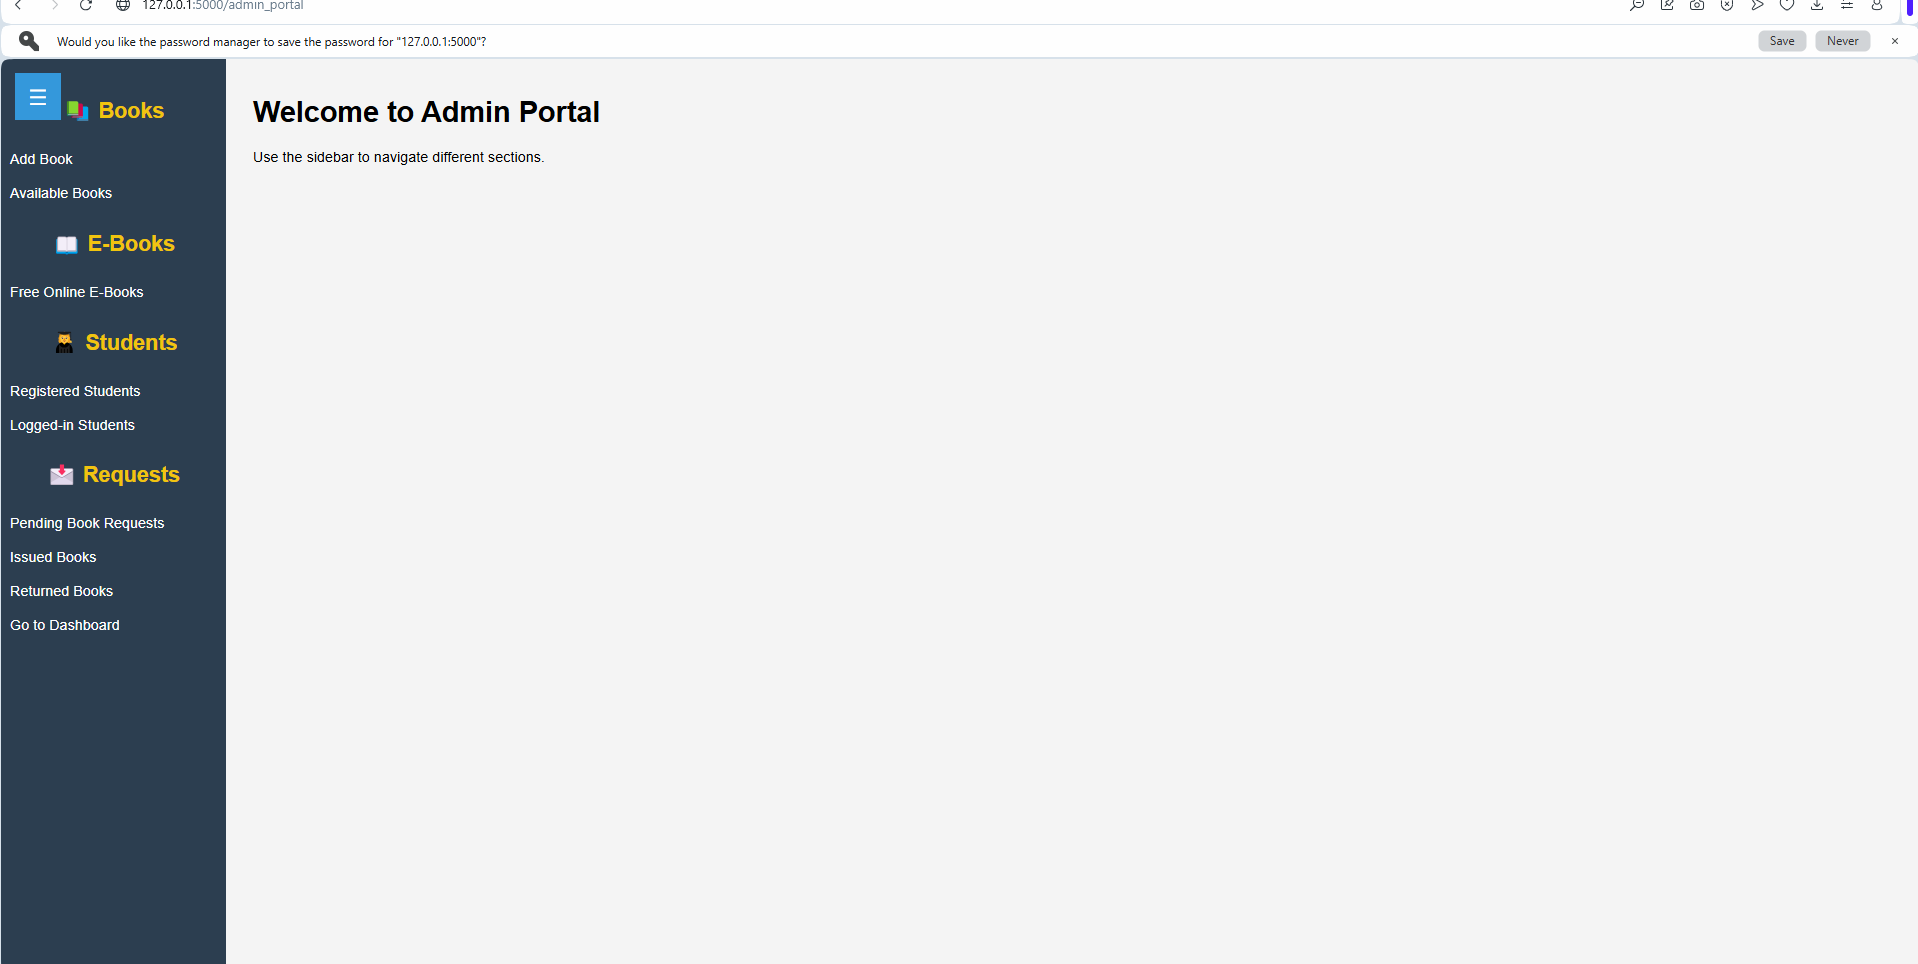 127.0.0.1:5000/admin_portal
Would you like the password manager to save the password for "127.0.0.1:5000"?
Save
Never
Books
Add Book
Available Books
E-Books
Free Online E-Books
Students
Registered Students
Logged-in Students
Requests
Pending Book Requests
Issued Books
Returned Books
Go to Dashboard
Welcome to Admin Portal
Use the sidebar to navigate different sections.